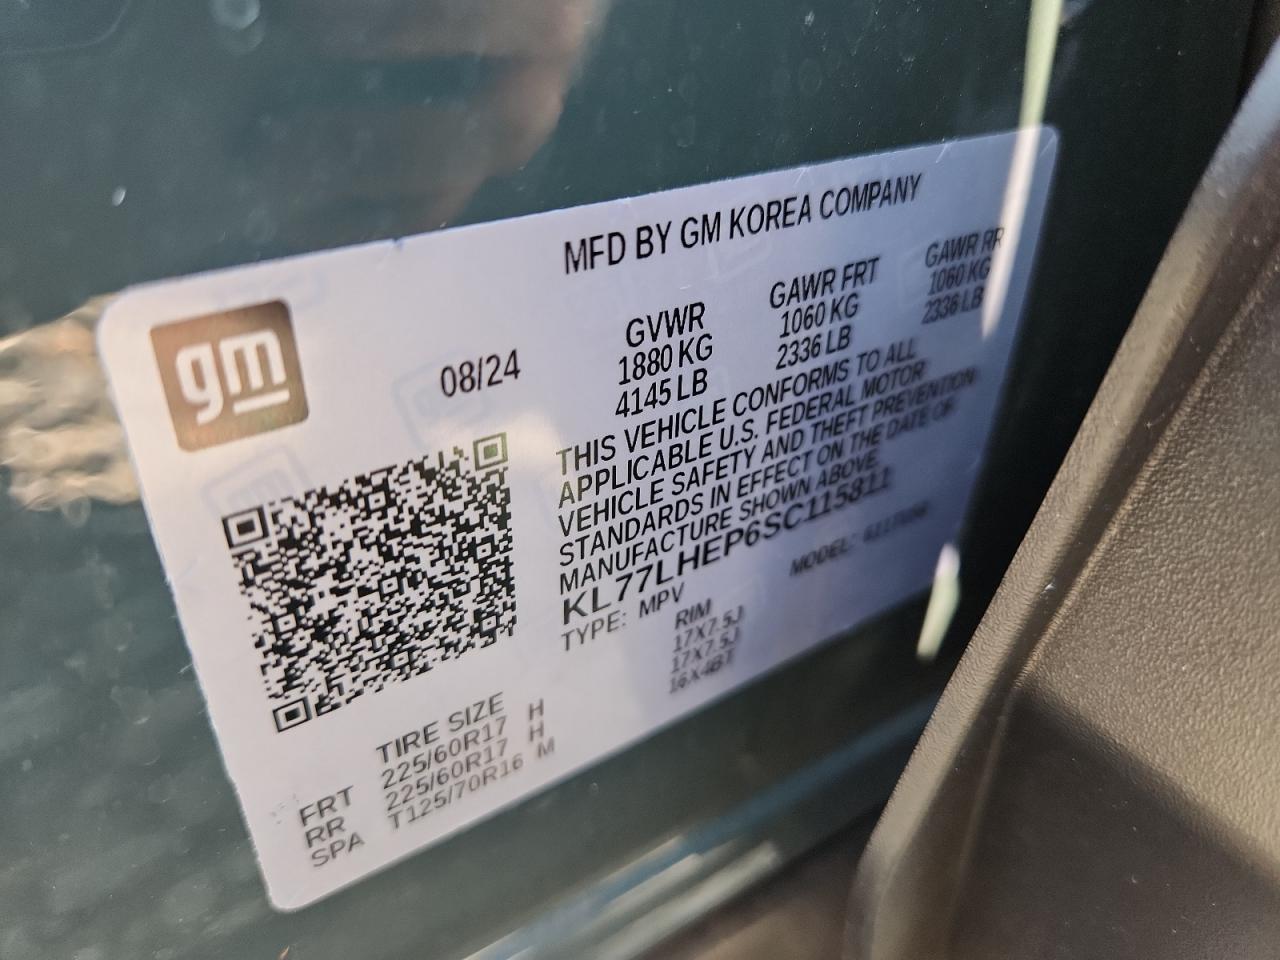 MFD BY GM KOREA COMPANY
gm
08/24
GVWR
1880 KG
4145 LB
GAWR FRT
1060 KG
2336 LB
GAWR RR
1060 KG
2336 LB
THIS VEHICLE CONFORMS TO ALL
APPLICABLE U.S. FEDERAL MOTOR
VEHICLE SAFETY AND THEFT PREVENTION
STANDARDS IN EFFECT ON THE DATE OF
MANUFACTURE SHOWN ABOVE
KL77LHEP6SC115811
TYPE: MPV
MODEL:
TIRE SIZE RIM
FRT 225/60R17 H 17X7.5J
RR 225/60R17 H 17X7.5J
SPA T125/70R16 M 16X4BT